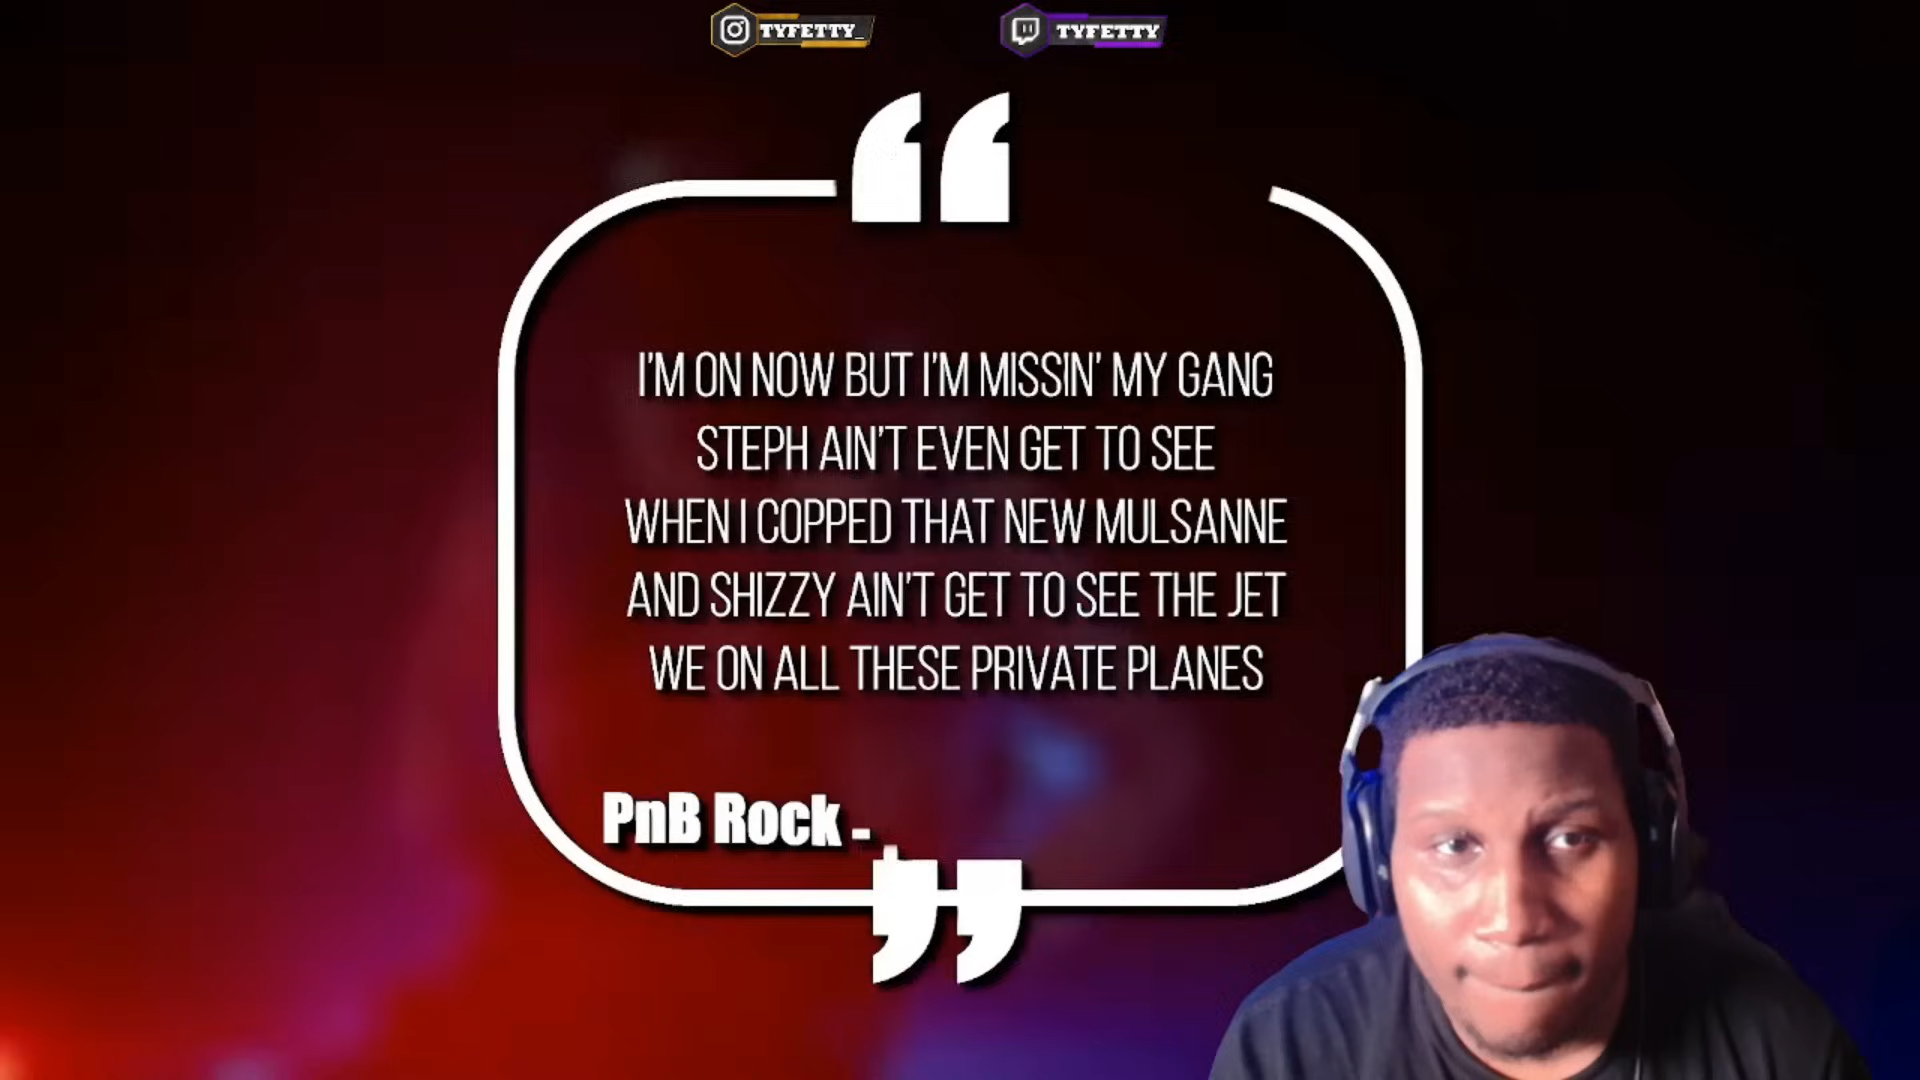 TYFETTY_
TYFETTY
I'M ON NOW BUT I'M MISSIN' MY GANG
STEPH AIN'T EVEN GET TO SEE
WHEN I COPPED THAT NEW MULSANNE
AND SHIZZY AIN'T GET TO SEE THE JET
WE ON ALL THESE PRIVATE PLANES
PnB Rock -